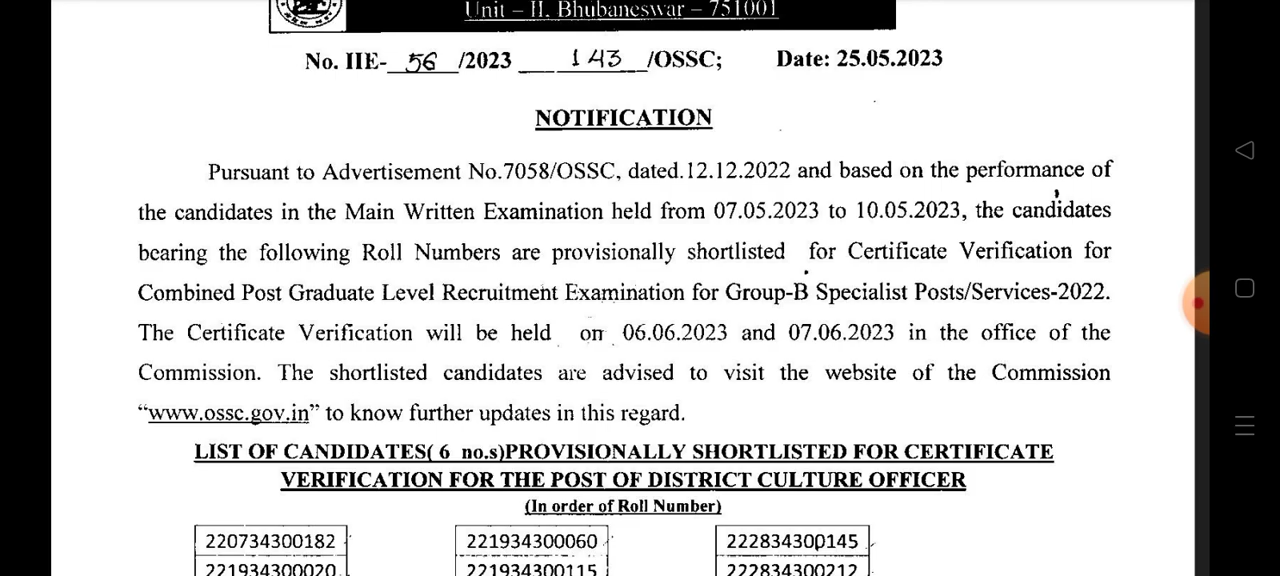 Unit – II, Bhubaneswar – 751001
No. IIE- 56 /2023 143 /OSSC; Date: 25.05.2023
NOTIFICATION
Pursuant to Advertisement No.7058/OSSC, dated.12.12.2022 and based on the performance of
the candidates in the Main Written Examination held from 07.05.2023 to 10.05.2023, the candidates
bearing the following Roll Numbers are provisionally shortlisted for Certificate Verification for
Combined Post Graduate Level Recruitment Examination for Group-B Specialist Posts/Services-2022.
The Certificate Verification will be held on 06.06.2023 and 07.06.2023 in the office of the
Commission. The shortlisted candidates are advised to visit the website of the Commission
“www.ossc.gov.in” to know further updates in this regard.
LIST OF CANDIDATES( 6 no.s)PROVISIONALLY SHORTLISTED FOR CERTIFICATE
VERIFICATION FOR THE POST OF DISTRICT CULTURE OFFICER
(In order of Roll Number)
220734300182 221934300060 222834300145
221934300020 221934300115 222834300212